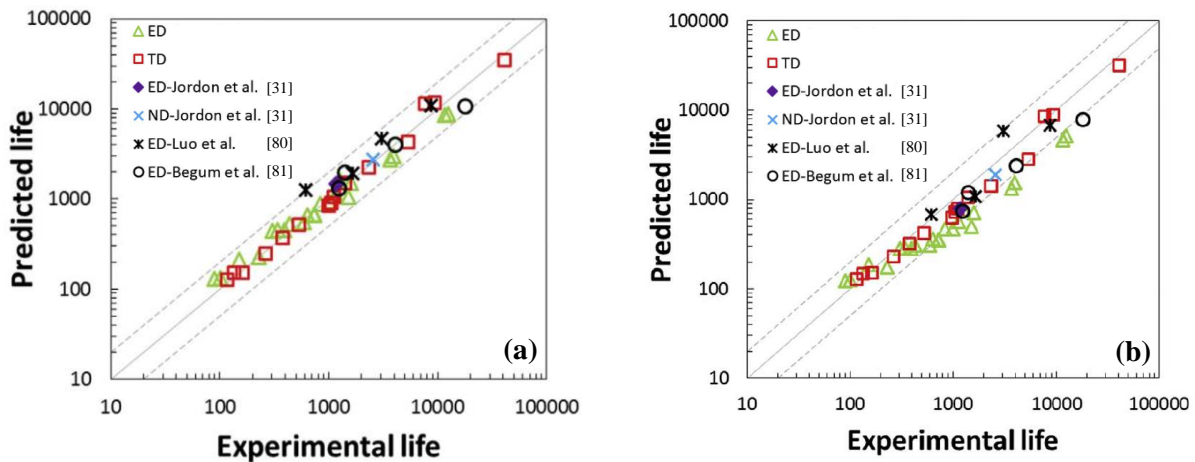 100000
10000
1000
100
10
Predicted life
ED
TD
ED-Jordon et al. [31]
ND-Jordon et al. [31]
ED-Luo et al. [80]
ED-Begum et al. [81]
(a)
10 100 1000 10000 100000
Experimental life
100000
10000
1000
100
10
Predicted life
ED
TD
ED-Jordon et al. [31]
ND-Jordon et al. [31]
ED-Luo et al. [80]
ED-Begum et al. [81]
(b)
10 100 1000 10000 100000
Experimental life